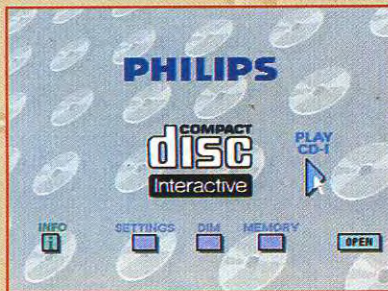 PHILIPS
COMPACT
disc
Interactive
PLAY
CD-I
INFO
i
SETTINGS
DIM
MEMORY
OPEN